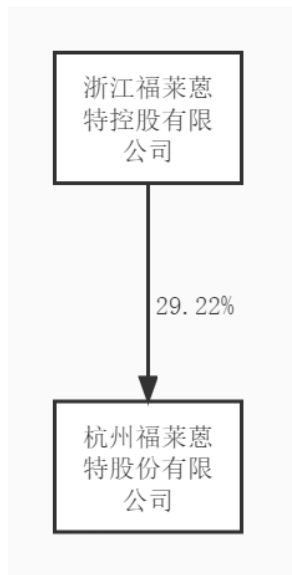 浙江福莱蒽
特控股有限
公司
29.22%
杭州福莱蒽
特股份有限
公司